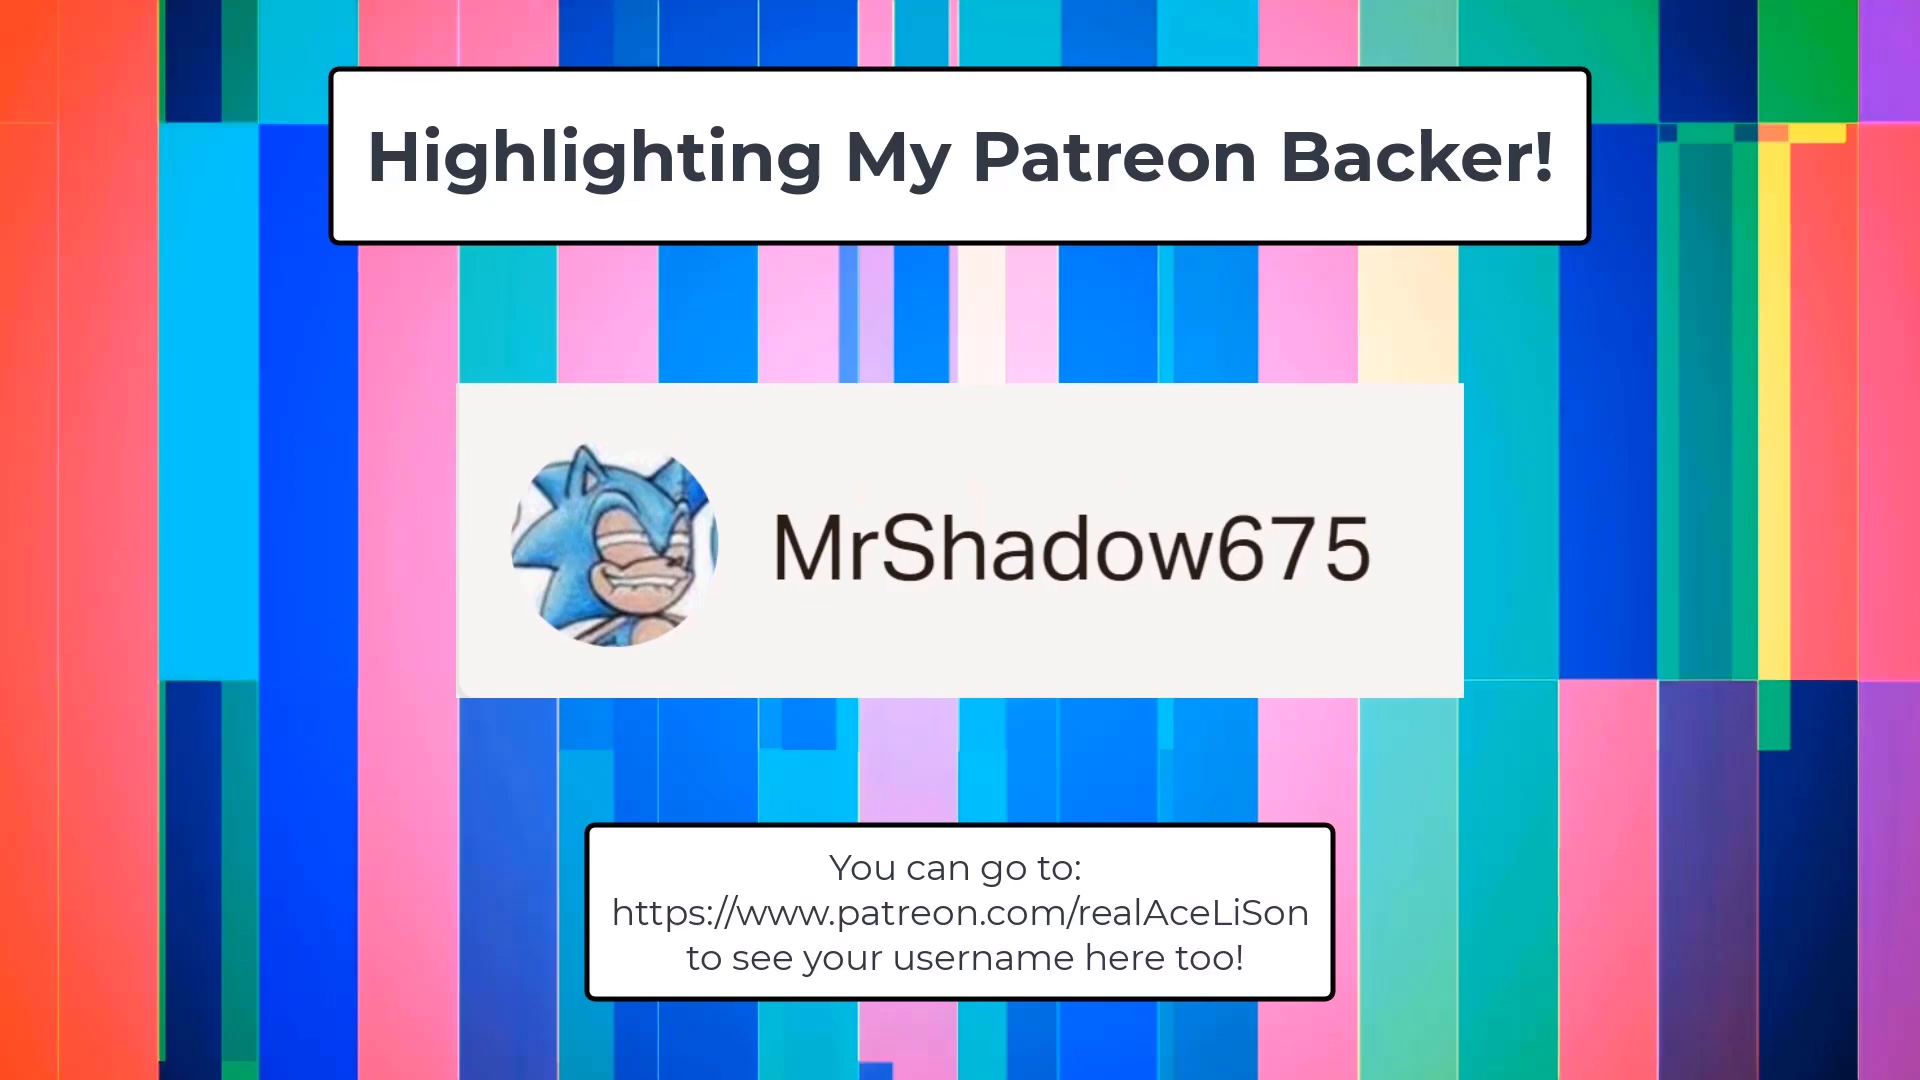 Highlighting My Patreon Backer!
MrShadow675
You can go to:
https://www.patreon.com/realAceLiSon
to see your username here too!